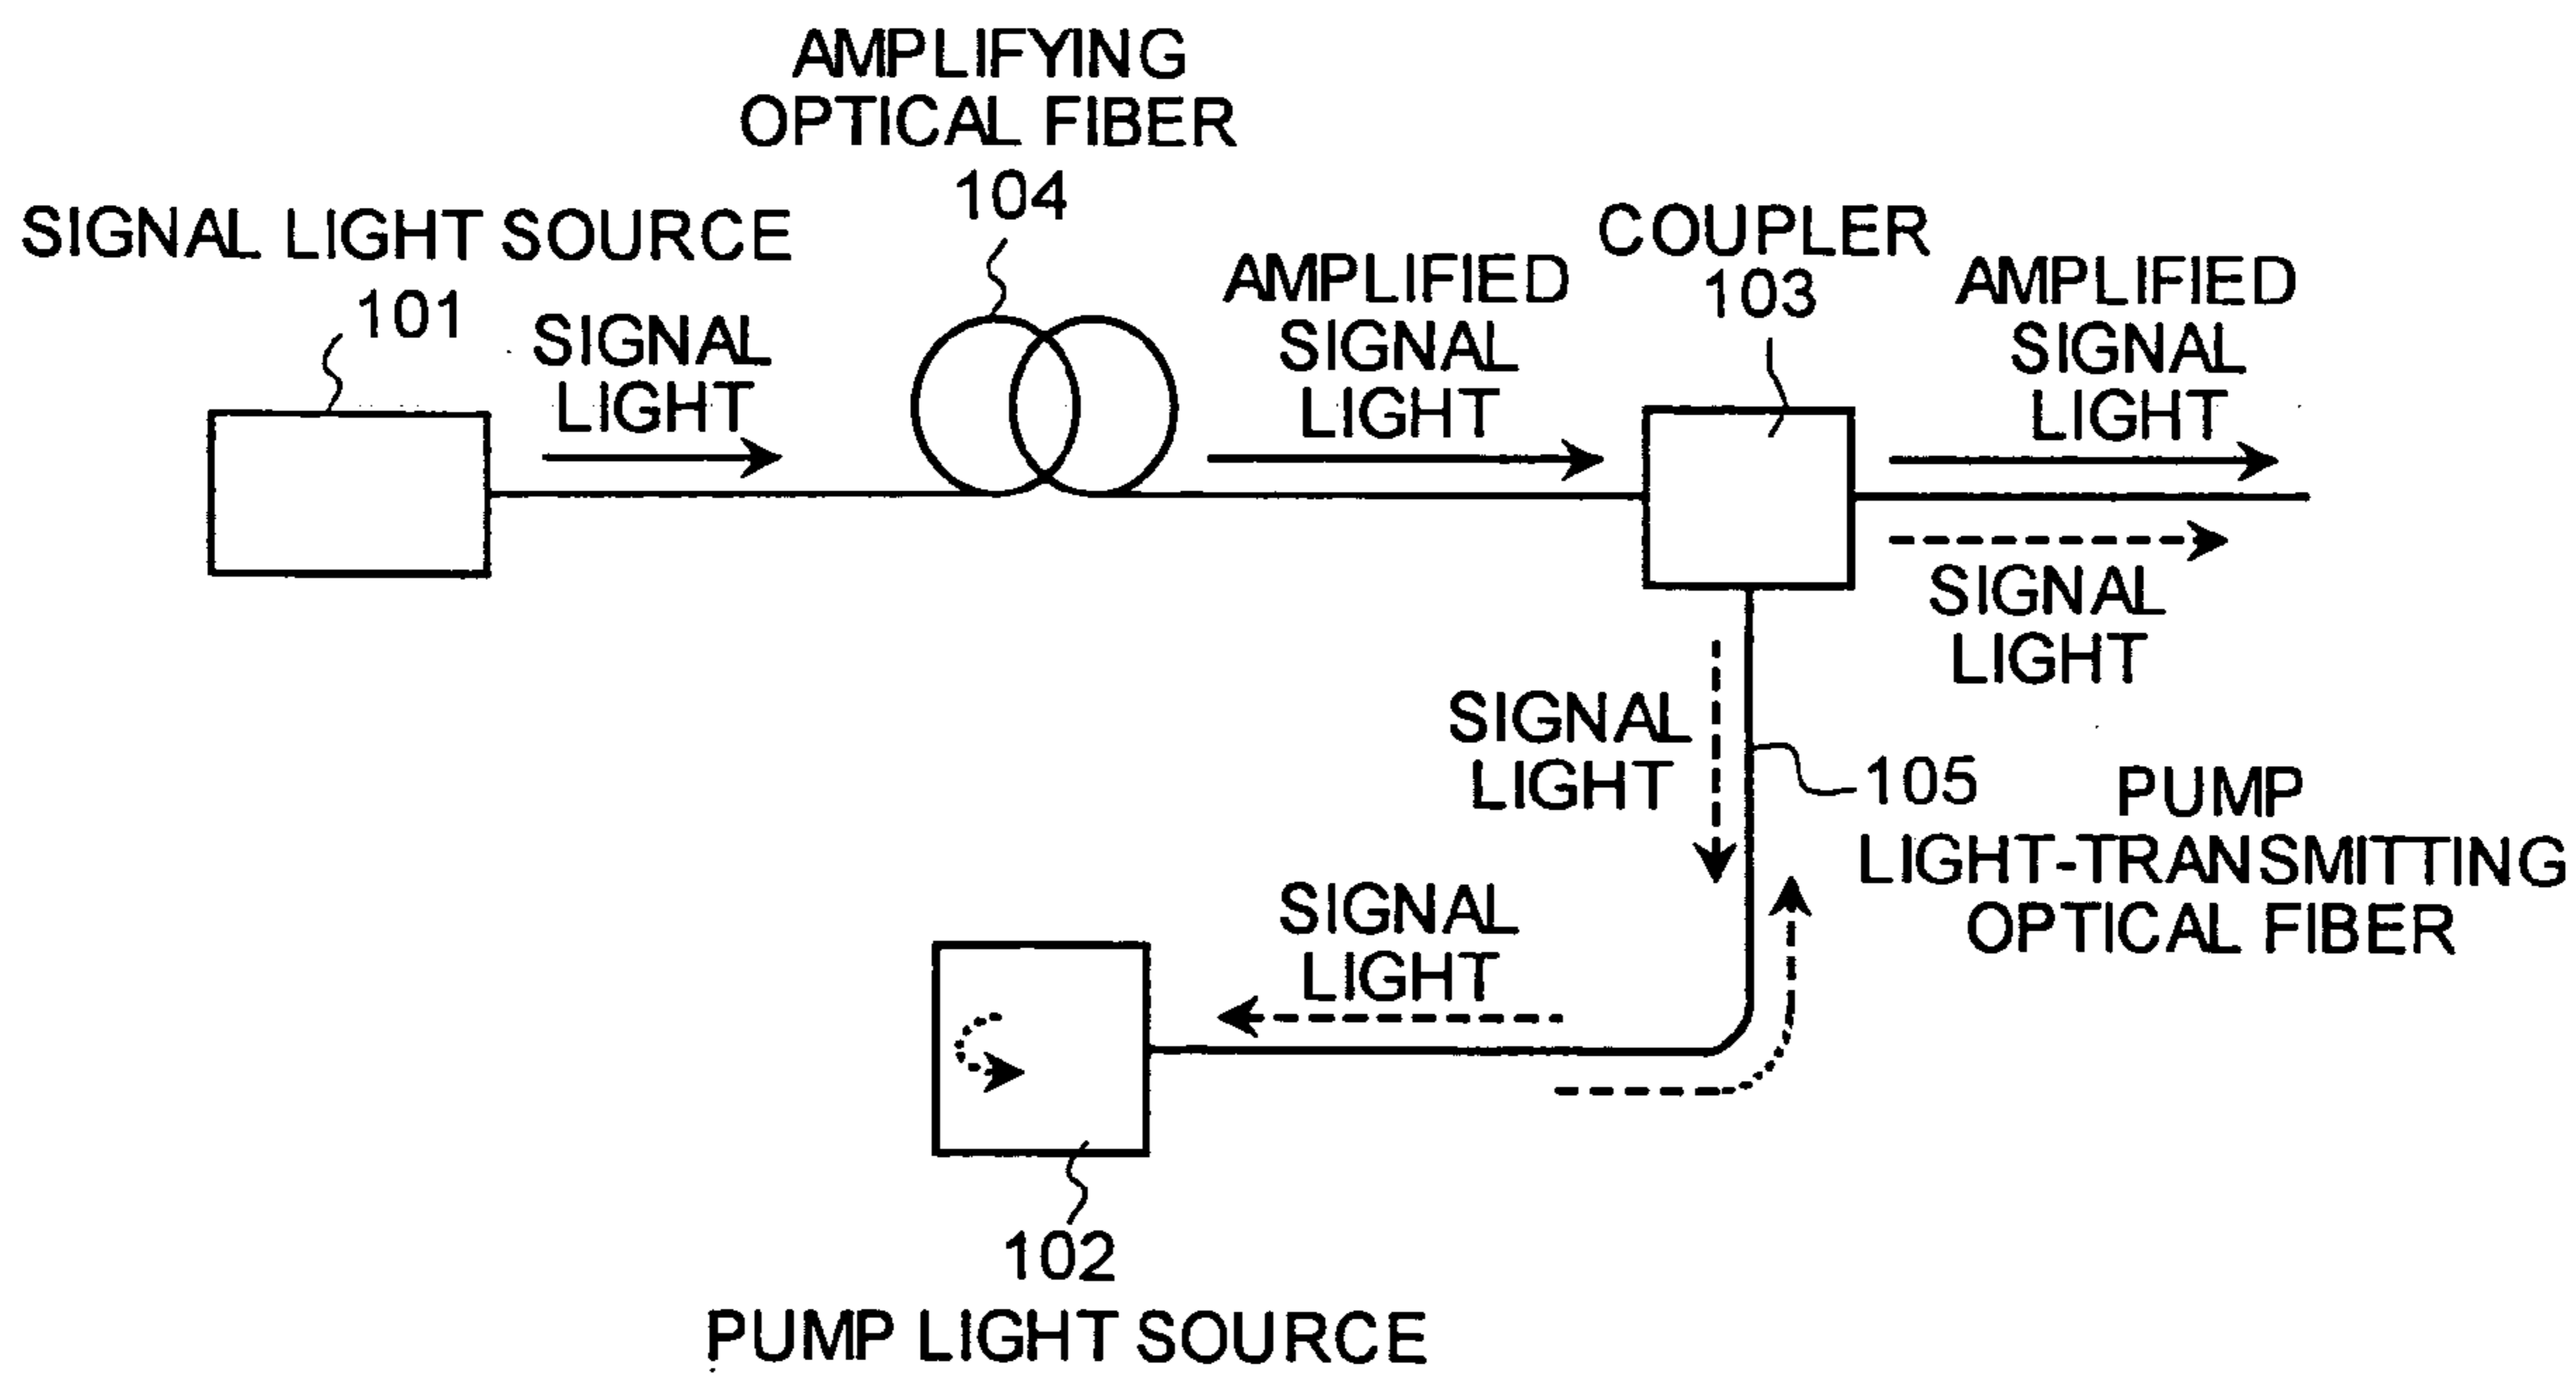 AMPLIFYING
OPTICAL FIBER
104
SIGNAL LIGHT SOURCE
101
SIGNAL
LIGHT
AMPLIFIED
SIGNAL
LIGHT
COUPLER
103
AMPLIFIED
SIGNAL
LIGHT
SIGNAL
LIGHT
SIGNAL
LIGHT
105
PUMP
LIGHT-TRANSMITTING
OPTICAL FIBER
SIGNAL
LIGHT
102
PUMP LIGHT SOURCE